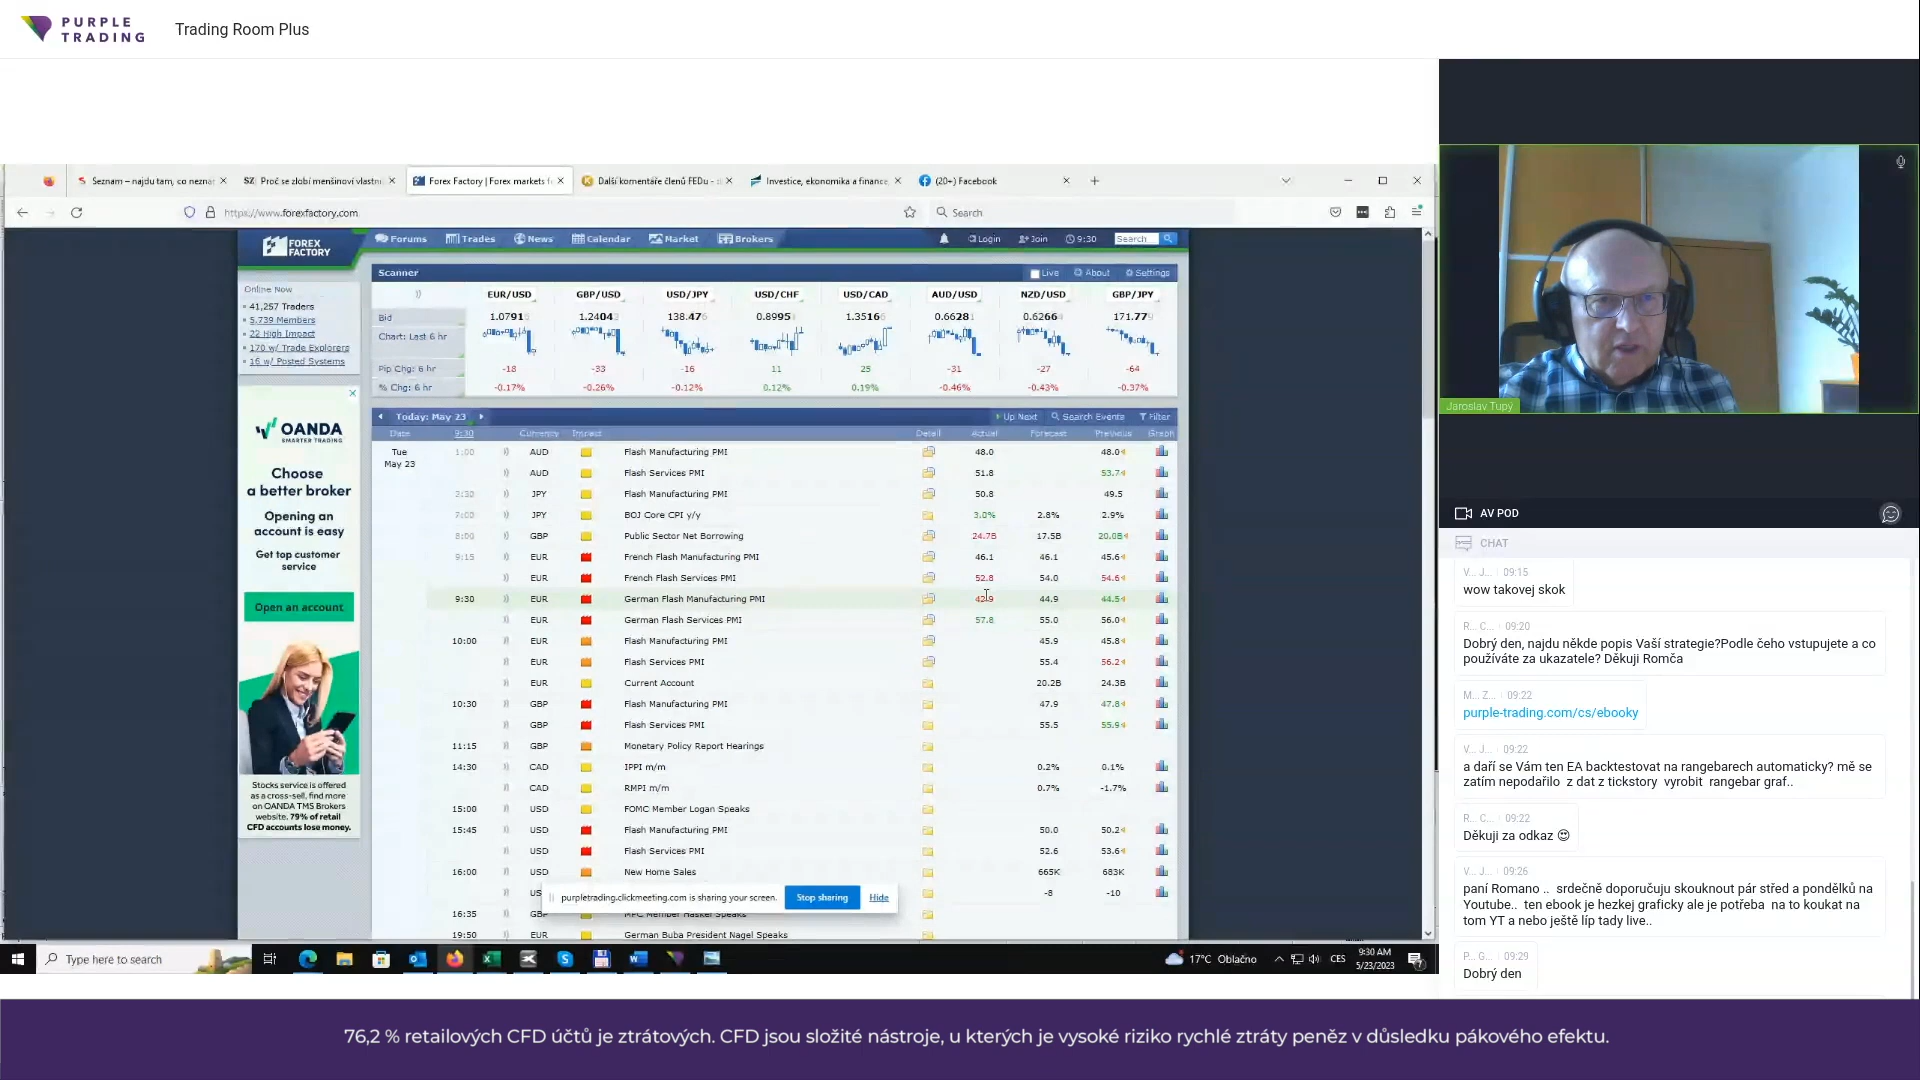 PURPLE
TRADING
Trading Room Plus
Seznam – najdu tam, co nezna
Proč se zlobí menšinoví vlastni
Forex Factory | Forex markets f
Další komentáře členů FEDu -
Investice, ekonomika a finance
(20+) Facebook
https://www.forexfactory.com
Search
FOREX
FACTORY
Forums
Trades
News
Calendar
Market
Brokers
Login
Join
9:30
Search
Online Now
41,257 Traders
5,739 Members
22 High Impact
170 w/ Trade Explorers
16 w/ Posted Systems
OANDA
SMARTER TRADING
Choose
a better broker
Opening an
account is easy
Get top customer
service
Open an account
Stocks service is offered
as a cross-sell, find more
on OANDA TMS Brokers
website. 79% of retail
CFD accounts lose money.
Scanner
Live About Settings
EUR/USD GBP/USD USD/JPY USD/CHF USD/CAD AUD/USD NZD/USD GBP/JPY
Bid 1.0791 1.2404 138.47 0.8995 1.3516 0.6628 0.6266 171.77
Chart: Last 6 hr
Pip Chg: 6 hr -18 -33 -16 11 25 -31 -27 -64
% Chg: 6 hr -0.17% -0.26% -0.12% 0.12% 0.19% -0.46% -0.43% -0.37%
Today: May 23 Up Next Search Events Filter
Date 9:30 Currency Impact Detail Actual Forecast Previous Graph
Tue
May 23
1:00 AUD Flash Manufacturing PMI 48.0 48.0
AUD Flash Services PMI 51.8 53.7
2:30 JPY Flash Manufacturing PMI 50.8 49.5
7:00 JPY BOJ Core CPI y/y 3.0% 2.8% 2.9%
8:00 GBP Public Sector Net Borrowing 24.7B 17.5B 20.0B
9:15 EUR French Flash Manufacturing PMI 46.1 46.1 45.6
EUR French Flash Services PMI 52.8 54.0 54.6
9:30 EUR German Flash Manufacturing PMI 42.9 44.9 44.5
EUR German Flash Services PMI 57.8 55.0 56.0
10:00 EUR Flash Manufacturing PMI 45.9 45.8
EUR Flash Services PMI 55.4 56.2
EUR Current Account 20.2B 24.3B
10:30 GBP Flash Manufacturing PMI 47.9 47.8
GBP Flash Services PMI 55.5 55.9
11:15 GBP Monetary Policy Report Hearings
14:30 CAD IPPI m/m 0.2% 0.1%
CAD RMPI m/m 0.7% -1.7%
15:00 USD FOMC Member Logan Speaks
15:45 USD Flash Manufacturing PMI 50.0 50.2
USD Flash Services PMI 52.6 53.6
16:00 USD New Home Sales 665K 683K
-8 -10
purpletrading.clickmeeting.com is sharing your screen. Stop sharing Hide
16:35 GBP MPC Member Haskel Speaks
19:50 EUR German Buba President Nagel Speaks
Type here to search
17°C Oblačno
CES
9:30 AM
5/23/2023
Jaroslav Tupý
AV POD
CHAT
V... J... 09:15
wow takovej skok
R... C... 09:20
Dobrý den, najdu někde popis Vaší strategie?Podle čeho vstupujete a co
používáte za ukazatele? Děkuji Romča
M... Z... 09:22
purple-trading.com/cs/ebooky
V... J... 09:22
a daří se Vám ten EA backtestovat na rangebarech automaticky? mě se
zatím nepodařilo z dat z tickstory vyrobit rangebar graf..
R... C... 09:22
Děkuji za odkaz 😍
V... J... 09:26
paní Romano .. srdečně doporučuju skouknout pár střed a pondělků na
Youtube.. ten ebook je hezkej graficky ale je potřeba na to koukat na
tom YT a nebo ještě líp tady live..
P... G... 09:29
Dobrý den
76,2 % retailových CFD účtů je ztrátových. CFD jsou složité nástroje, u kterých je vysoké riziko rychlé ztráty peněz v důsledku pákového efektu.